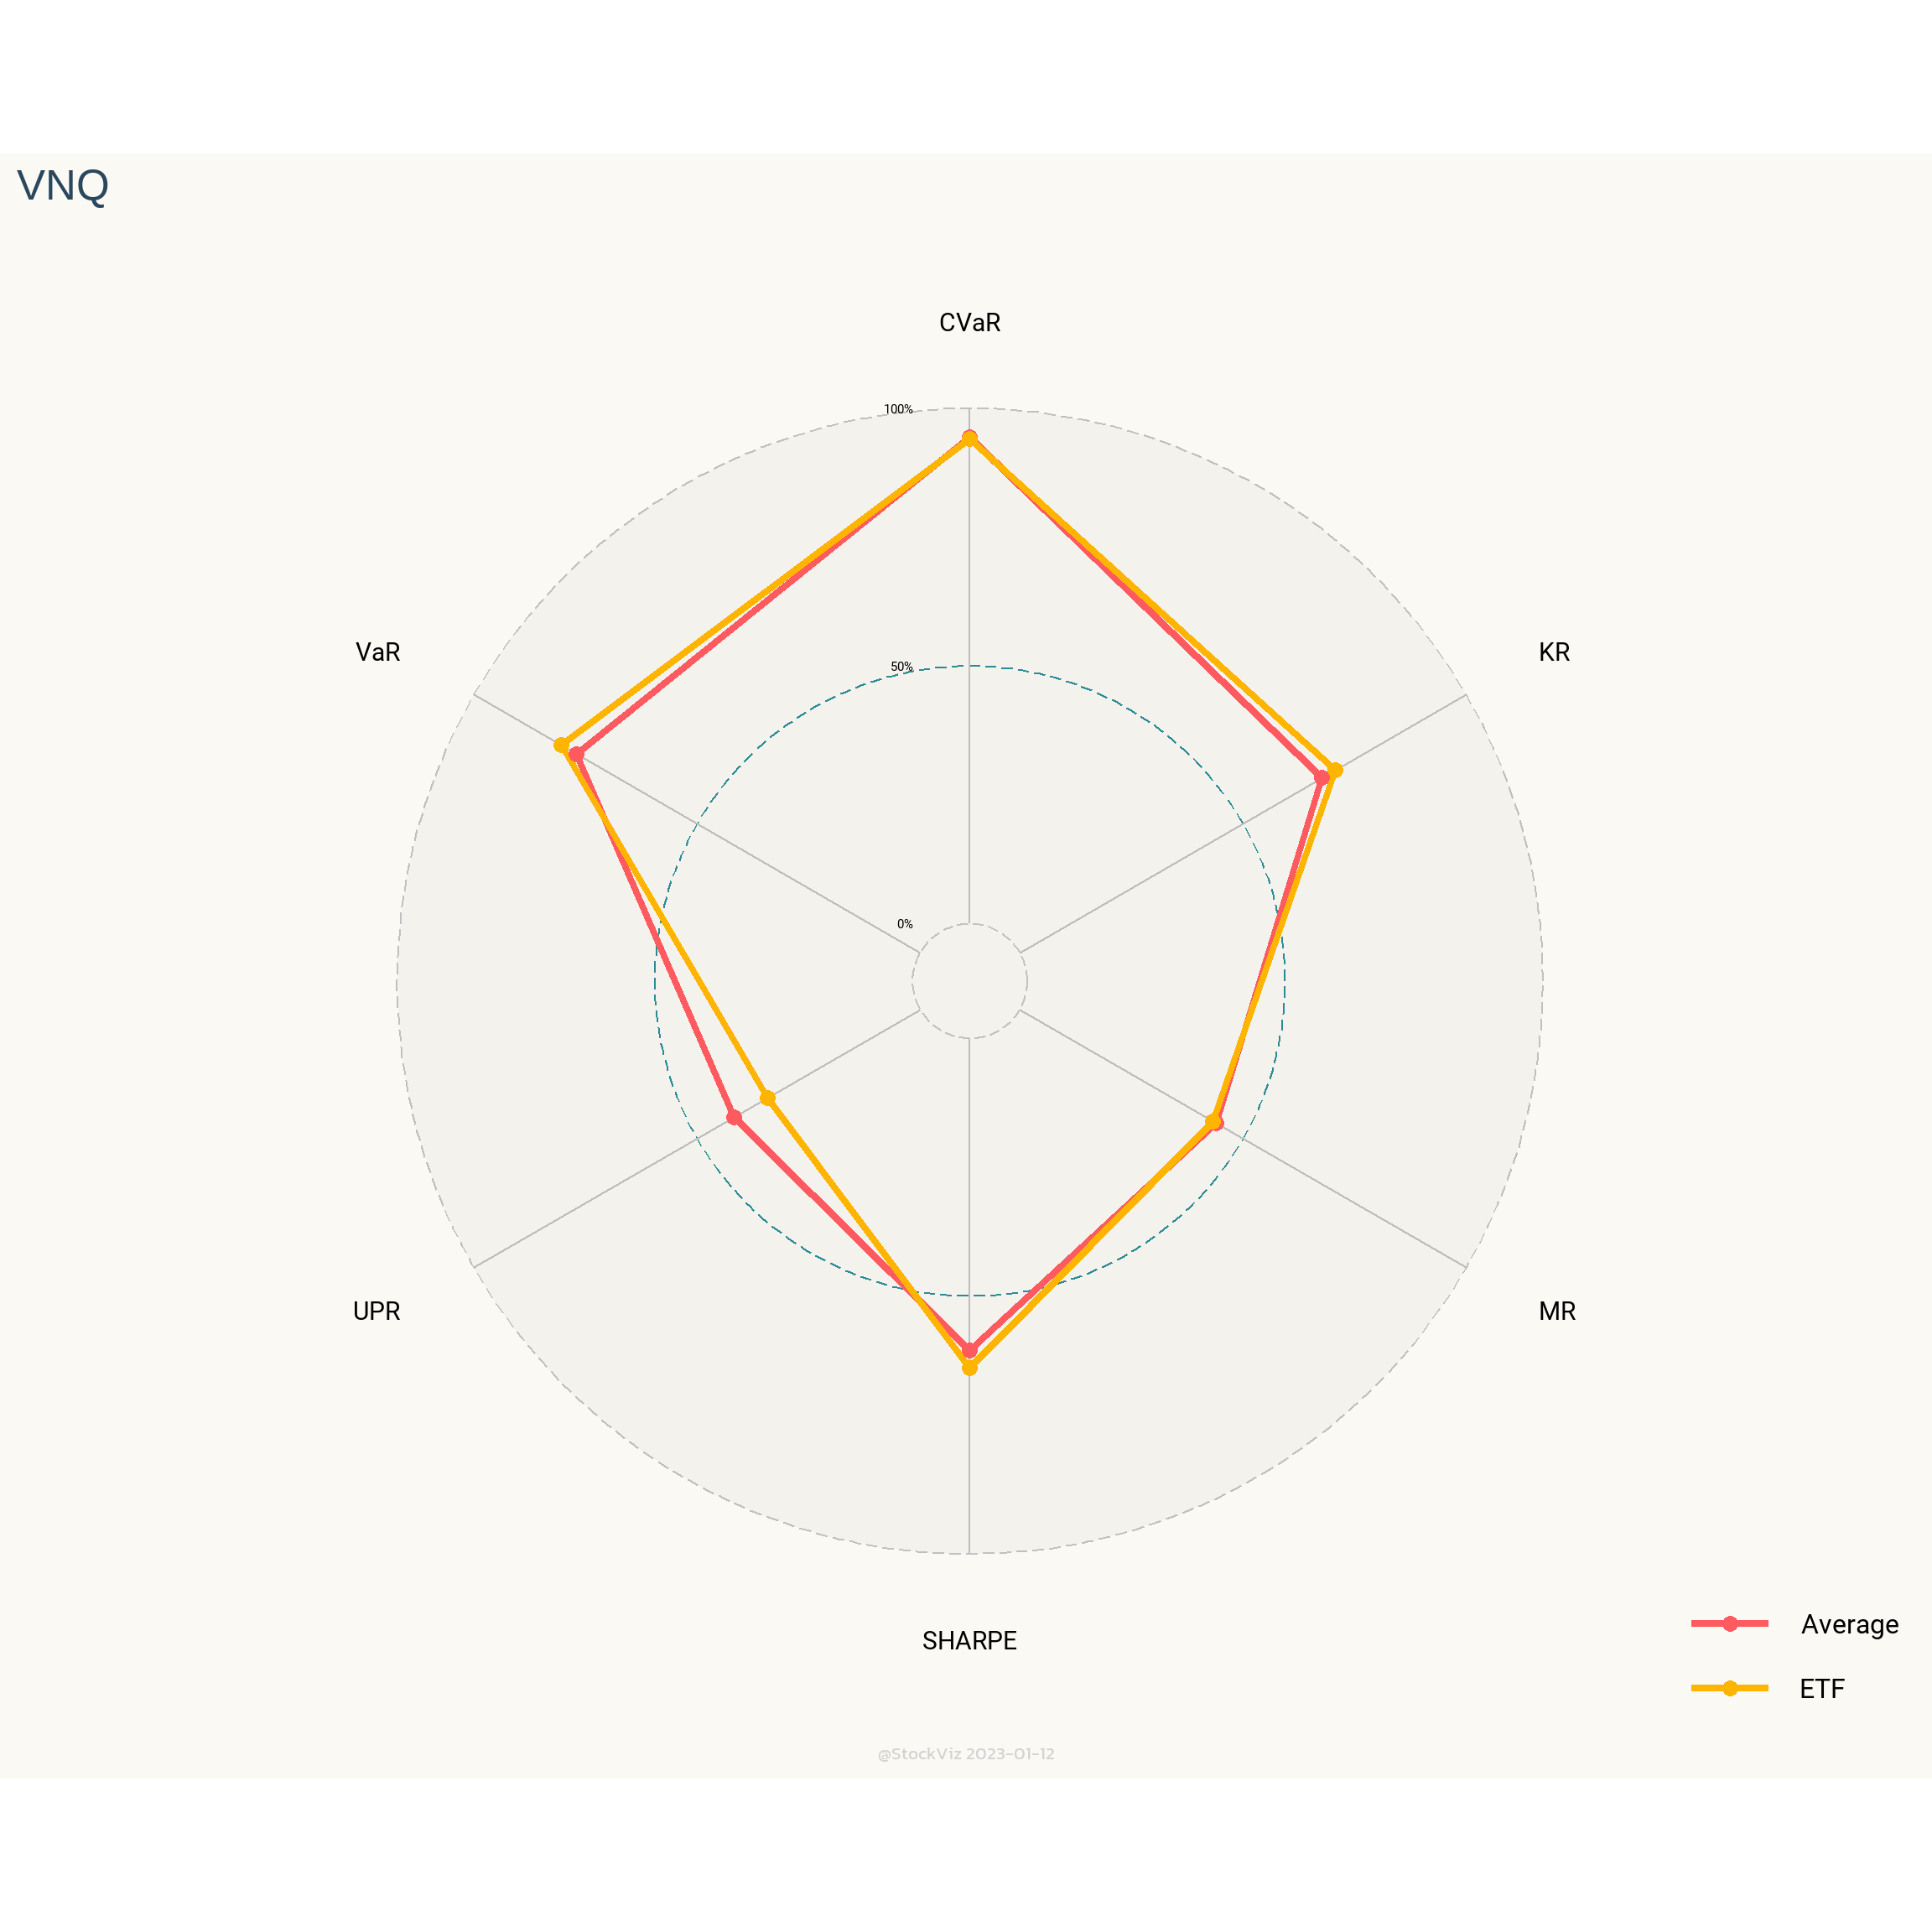 VNQ
CVaR
100%
VaR
KR
50%
0%
UPR
MR
SHARPE
Average
ETF
@StockViz 2023-01-12